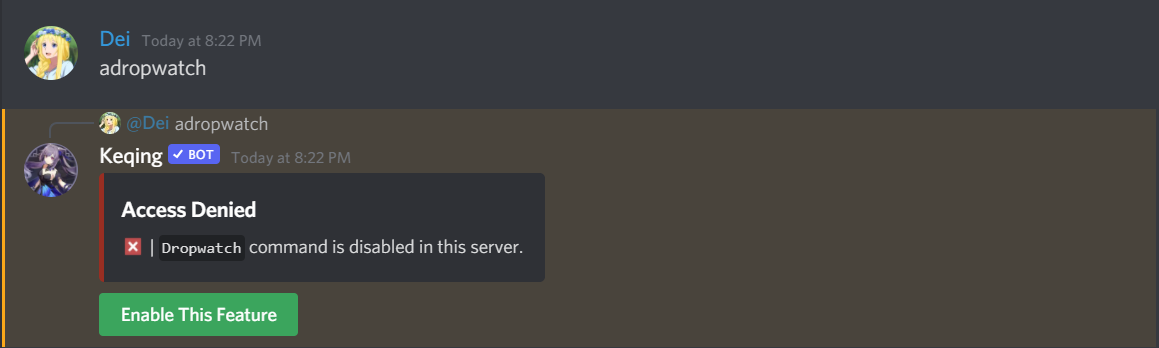 Dei Today at 8:22 PM
adropwatch
@Dei adropwatch
Keqing BOT Today at 8:22 PM
Access Denied
| Dropwatch command is disabled in this server.
Enable This Feature